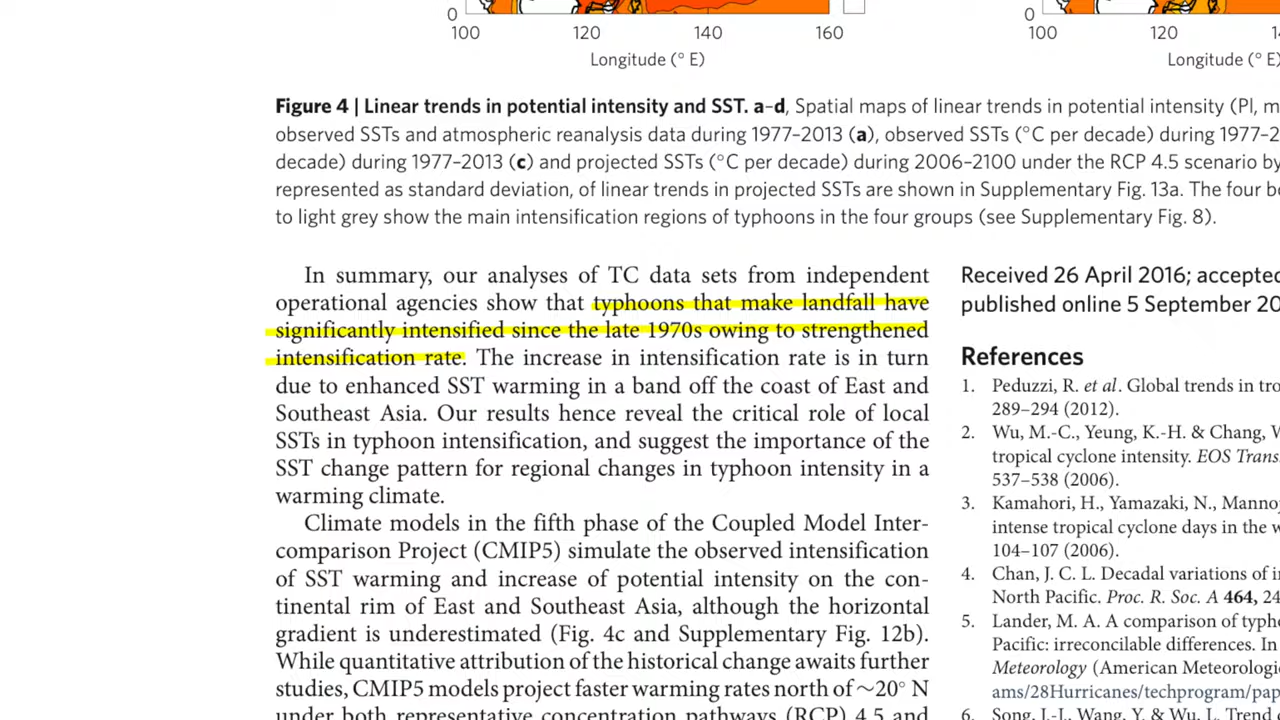 0
100
120
140
160
Longitude (° E)
0
100
120
Longitude (° E)
Figure 4 | Linear trends in potential intensity and SST. a–d, Spatial maps of linear trends in potential intensity (PI, m
observed SSTs and atmospheric reanalysis data during 1977–2013 (a), observed SSTs (°C per decade) during 1977–2
decade) during 1977–2013 (c) and projected SSTs (°C per decade) during 2006–2100 under the RCP 4.5 scenario by
represented as standard deviation, of linear trends in projected SSTs are shown in Supplementary Fig. 13a. The four b
to light grey show the main intensification regions of typhoons in the four groups (see Supplementary Fig. 8).
In summary, our analyses of TC data sets from independent
operational agencies show that typhoons that make landfall have
significantly intensified since the late 1970s owing to strengthened
intensification rate. The increase in intensification rate is in turn
due to enhanced SST warming in a band off the coast of East and
Southeast Asia. Our results hence reveal the critical role of local
SSTs in typhoon intensification, and suggest the importance of the
SST change pattern for regional changes in typhoon intensity in a
warming climate.
Climate models in the fifth phase of the Coupled Model Inter-
comparison Project (CMIP5) simulate the observed intensification
of SST warming and increase of potential intensity on the con-
tinental rim of East and Southeast Asia, although the horizontal
gradient is underestimated (Fig. 4c and Supplementary Fig. 12b).
While quantitative attribution of the historical change awaits further
studies, CMIP5 models project faster warming rates north of ~20° N
under both representative concentration pathways (RCP) 4.5 and
Received 26 April 2016; accepted
published online 5 September 20
References
1. Peduzzi, R. et al. Global trends in tro
289–294 (2012).
2. Wu, M.-C., Yeung, K.-H. & Chang, W
tropical cyclone intensity. EOS Trans
537–538 (2006).
3. Kamahori, H., Yamazaki, N., Manno
intense tropical cyclone days in the w
104–107 (2006).
4. Chan, J. C. L. Decadal variations of i
North Pacific. Proc. R. Soc. A 464, 24
5. Lander, M. A. A comparison of typh
Pacific: irreconcilable differences. In
Meteorology (American Meteorologi
ams/28Hurricanes/techprogram/pap
6. Song, J.-J., Wang, Y. & Wu, L. Trend